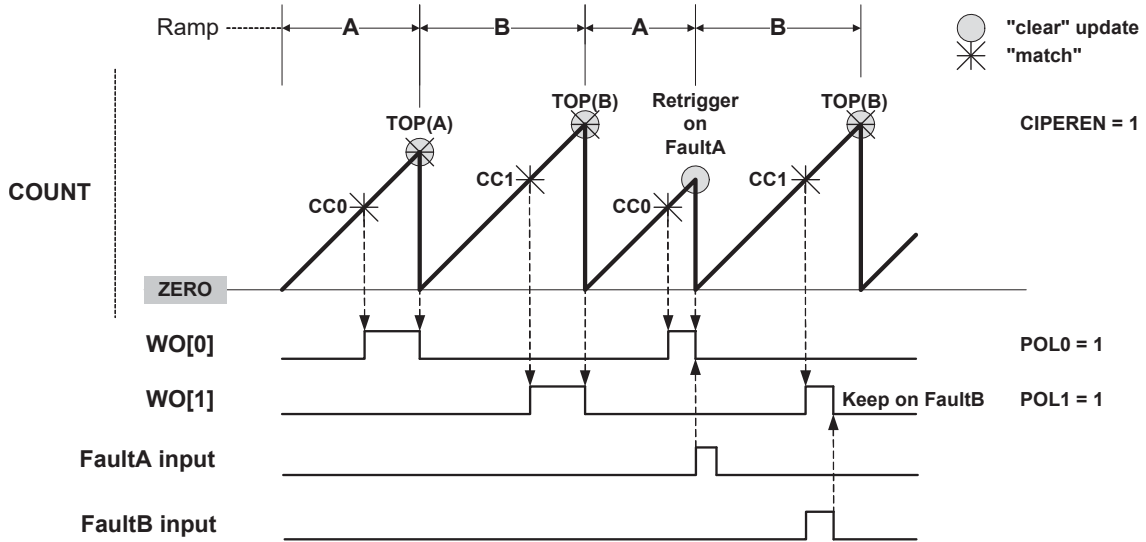 Ramp
A
B
A
B
"clear" update
"match"
TOP(A)
TOP(B)
Retrigger
on
FaultA
TOP(B)
CIPEREN = 1
COUNT
CC0
CC1
CC0
CC1
ZERO
WO[0]
POL0 = 1
WO[1]
Keep on FaultB
POL1 = 1
FaultA input
FaultB input